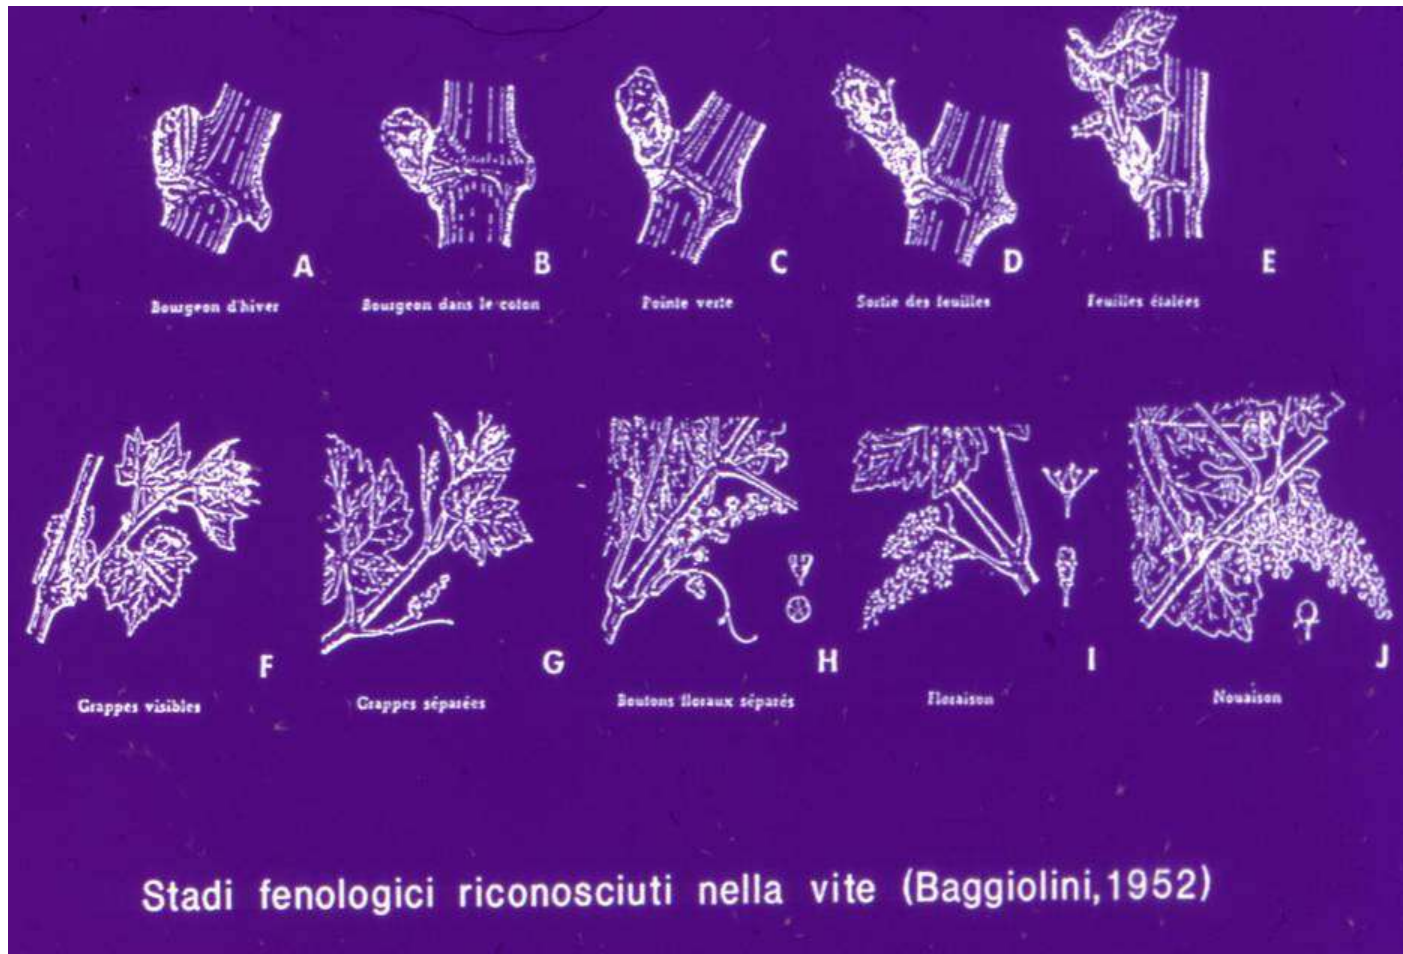 A
B
C
D
E
Bourgeon d'hiver
Bourgeon dans le coton
Pointe verte
Sortie des feuilles
Feuilles étalées
F
G
H
I
J
Grappes visibles
Grappes séparées
Boutons floraux séparés
Floraison
Nouaison
Stadi fenologici riconosciuti nella vite (Baggiolini,1952)